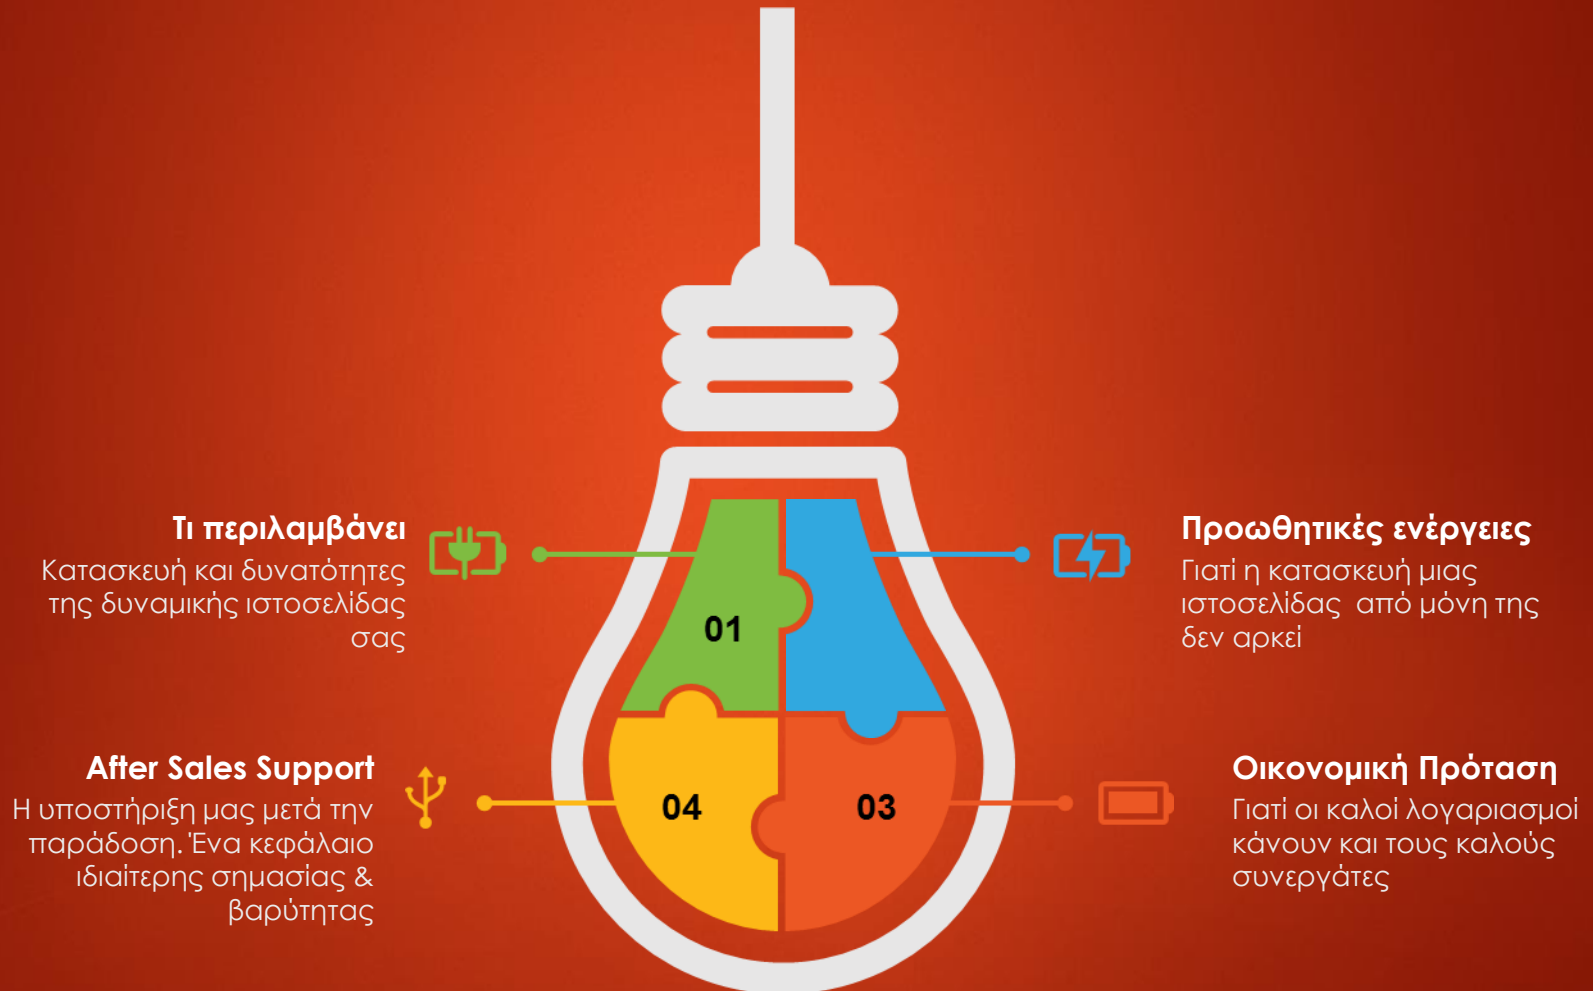 Τι περιλαμβάνει
Κατασκευή και δυνατότητες
της δυναμικής ιστοσελίδας
σας
01
Προωθητικές ενέργειες
Γιατί η κατασκευή μιας
ιστοσελίδας από μόνη της
δεν αρκεί
After Sales Support
Η υποστήριξη μας μετά την
παράδοση. Ένα κεφάλαιο
ιδιαίτερης σημασίας &
βαρύτητας
04
03
Οικονομική Πρόταση
Γιατί οι καλοί λογαριασμοί
κάνουν και τους καλούς
συνεργάτες